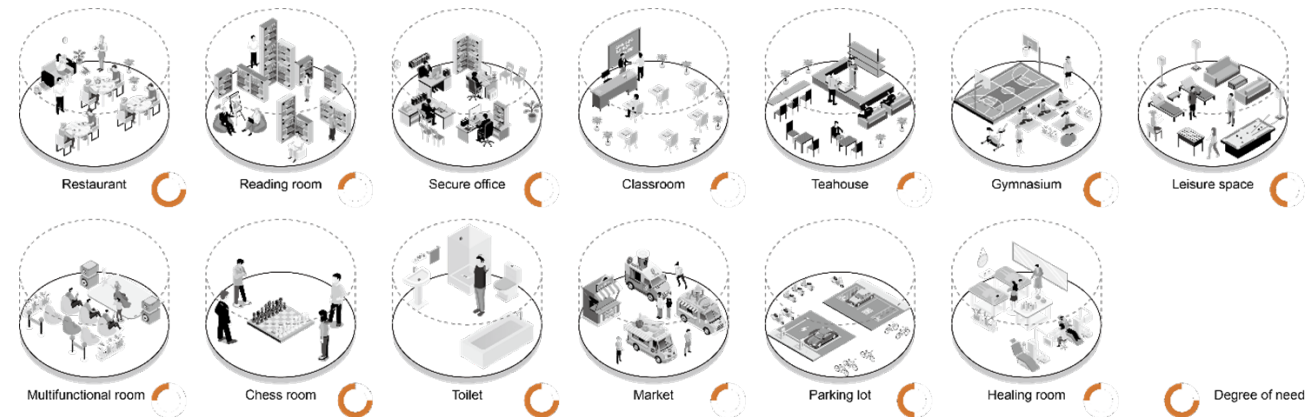 Restaurant
Reading room
Secure office
Classroom
Teahouse
Gymnasium
Leisure space
Multifunctional room
Chess room
Toilet
Market
Parking lot
Healing room
Degree of need